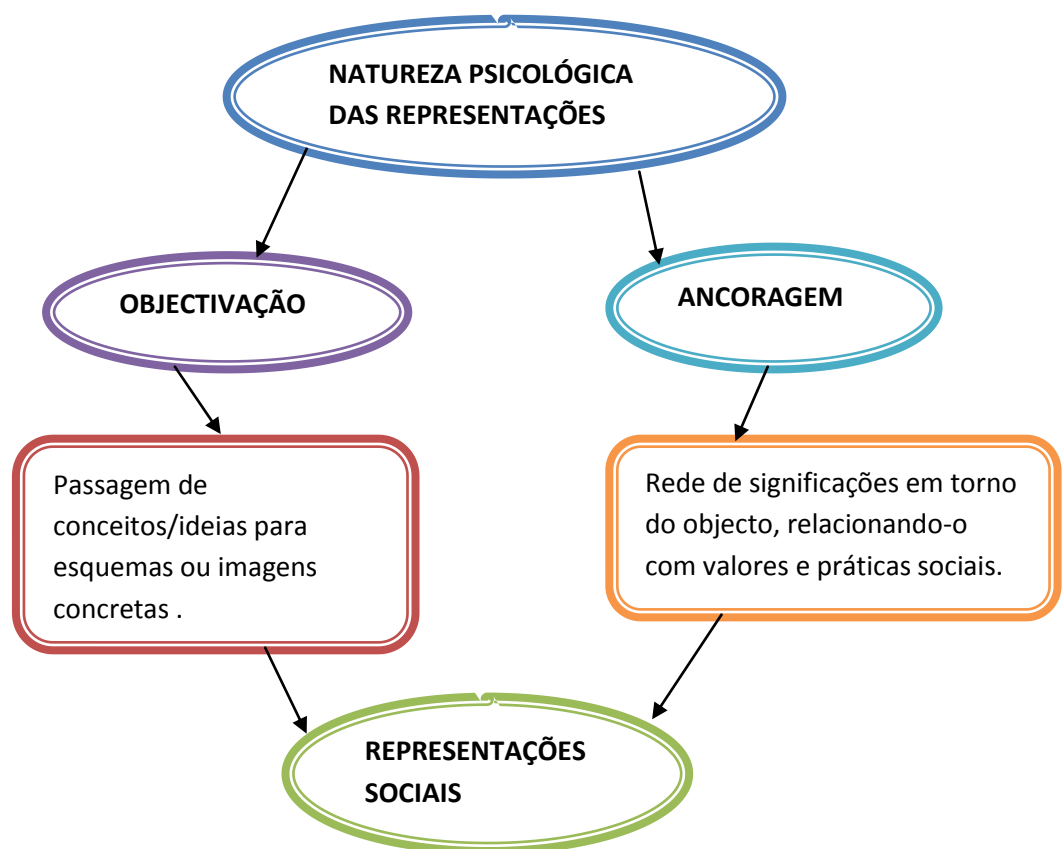 NATUREZA PSICOLÓGICA
DAS REPRESENTAÇÕES
OBJECTIVAÇÃO
ANCORAGEM
Passagem de
conceitos/ideias para
esquemas ou imagens
concretas .
Rede de significações em torno
do objecto, relacionando-o
com valores e práticas sociais.
REPRESENTAÇÕES
SOCIAIS